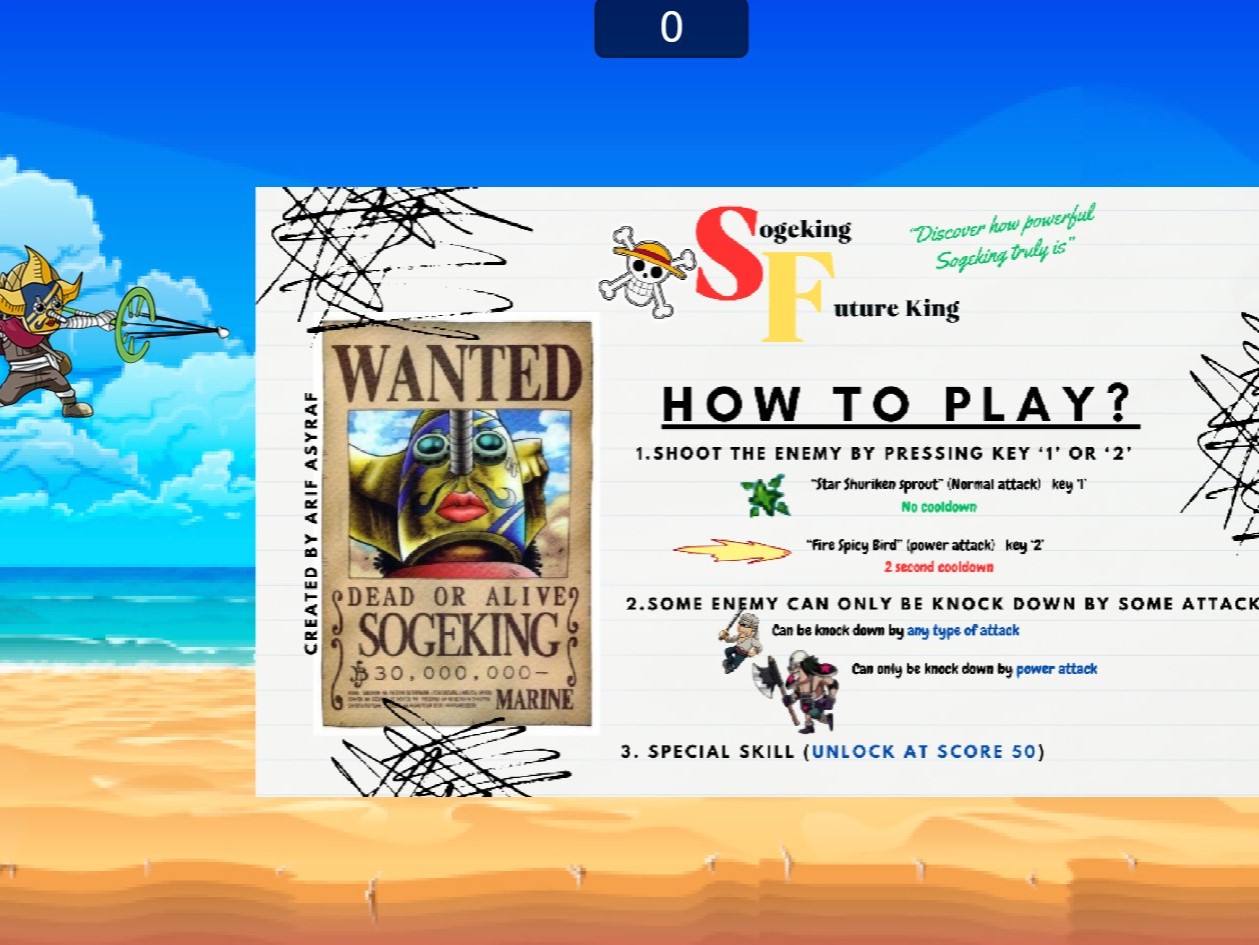 0
Sogeking
Future King
"Discover how powerful
Sogeking truly is"
WANTED
DEAD OR ALIVE
SOGEKING
฿30,000,000-
MARINE
CREATED BY ARIF ASYRAF
HOW TO PLAY?
1.SHOOT THE ENEMY BY PRESSING KEY ‘1’ OR ‘2’
"Star Shuriken sprout" (Normal attack) key '1'
No cooldown
"Fire Spicy Bird" (power attack) key '2'
2 second cooldown
2.SOME ENEMY CAN ONLY BE KNOCK DOWN BY SOME ATTACK
Can be knock down by any type of attack
Can only be knock down by power attack
3. SPECIAL SKILL (UNLOCK AT SCORE 50)